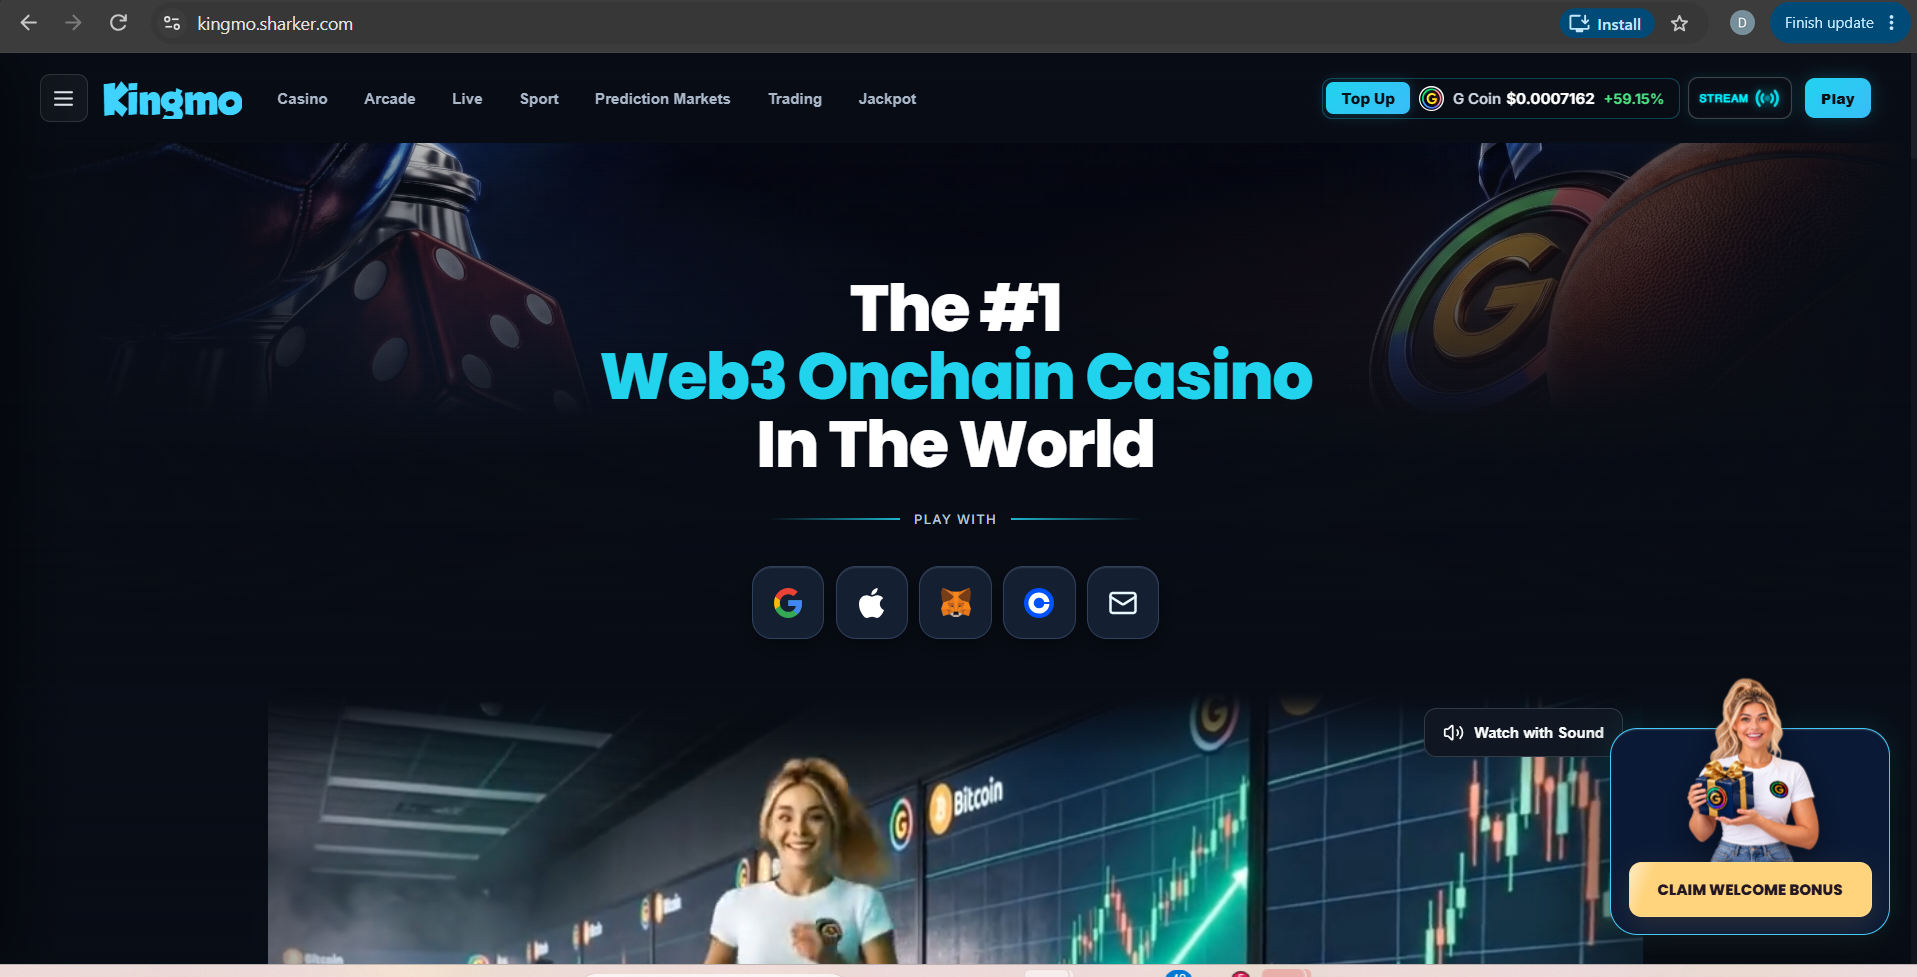 kingmo.sharker.com
Install
D
Finish update
Kingmo
Casino
Arcade
Live
Sport
Prediction Markets
Trading
Jackpot
Top Up
G
G Coin $0.0007162 +59.15%
STREAM
Play
G
The #1
Web3 Onchain Casino
In The World
PLAY WITH
Watch with Sound
Bitcoin
CLAIM WELCOME BONUS